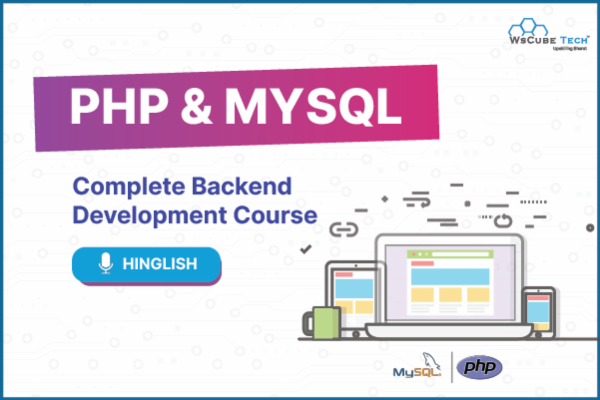 WsCube Tech
Upskilling Bharat
PHP & MYSQL
Complete Backend
Development Course
HINGLISH
MySQL
php